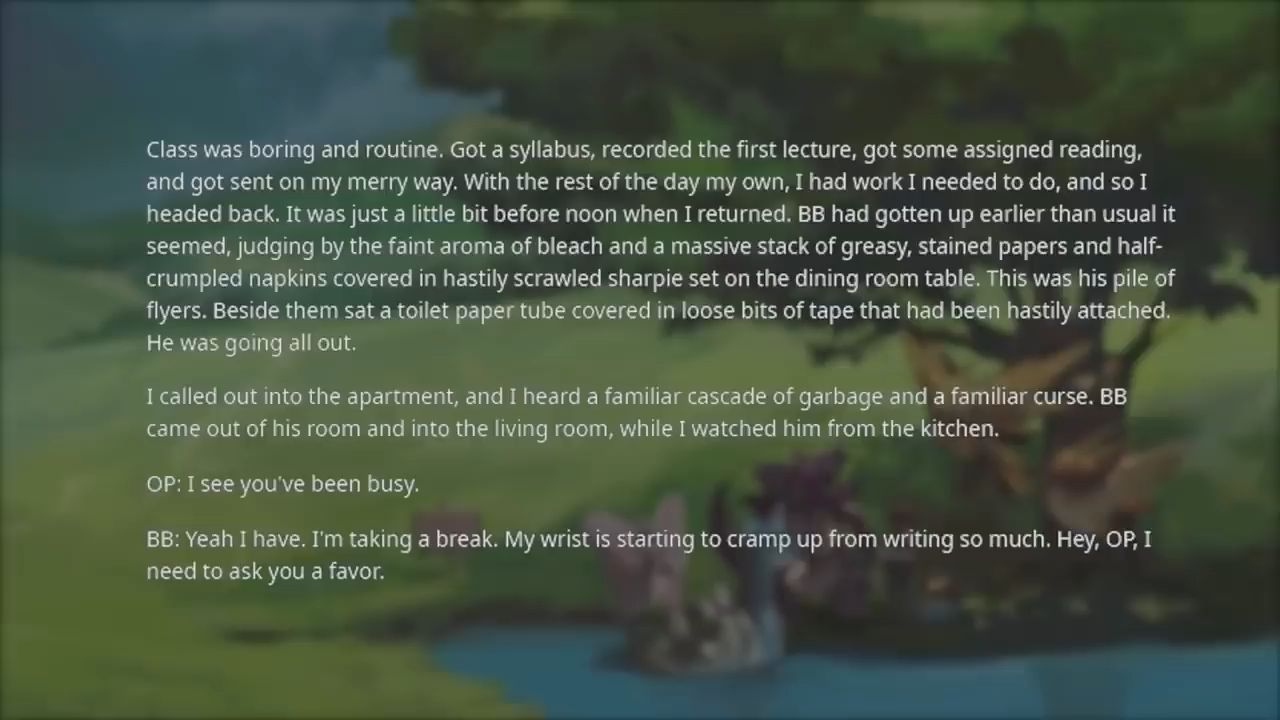 Class was boring and routine. Got a syllabus, recorded the first lecture, got some assigned reading,
and got sent on my merry way. With the rest of the day my own, I had work I needed to do, and so I
headed back. It was just a little bit before noon when I returned. BB had gotten up earlier than usual it
seemed, judging by the faint aroma of bleach and a massive stack of greasy, stained papers and half-
crumpled napkins covered in hastily scrawled sharpie set on the dining room table. This was his pile of
flyers. Beside them sat a toilet paper tube covered in loose bits of tape that had been hastily attached.
He was going all out.
I called out into the apartment, and I heard a familiar cascade of garbage and a familiar curse. BB
came out of his room and into the living room, while I watched him from the kitchen.
OP: I see you've been busy.
BB: Yeah I have. I'm taking a break. My wrist is starting to cramp up from writing so much. Hey, OP, I
need to ask you a favor.